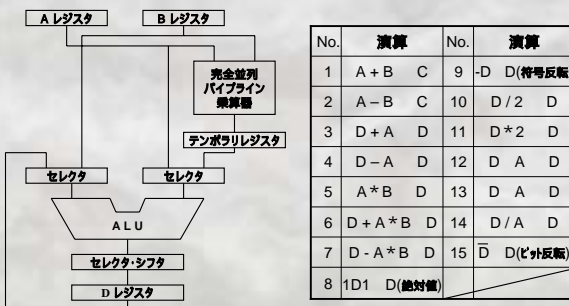 A レジスタ
B レジスタ
完全並列
パイプライン
乗算器
テンポラリレジスタ
セレクタ
セレクタ
A L U
セレクタ・シフタ
D レジスタ
No. 演算 No. 演算
1 A + B C 9 -D D(符号反転)
2 A – B C 10 D / 2 D
3 D + A D 11 D * 2 D
4 D – A D 12 D A D
5 A * B D 13 D A D
6 D + A * B D 14 D / A D
7 D - A * B D 15 D̅ D(ビット反転)
8 1D1 D(絶対値)